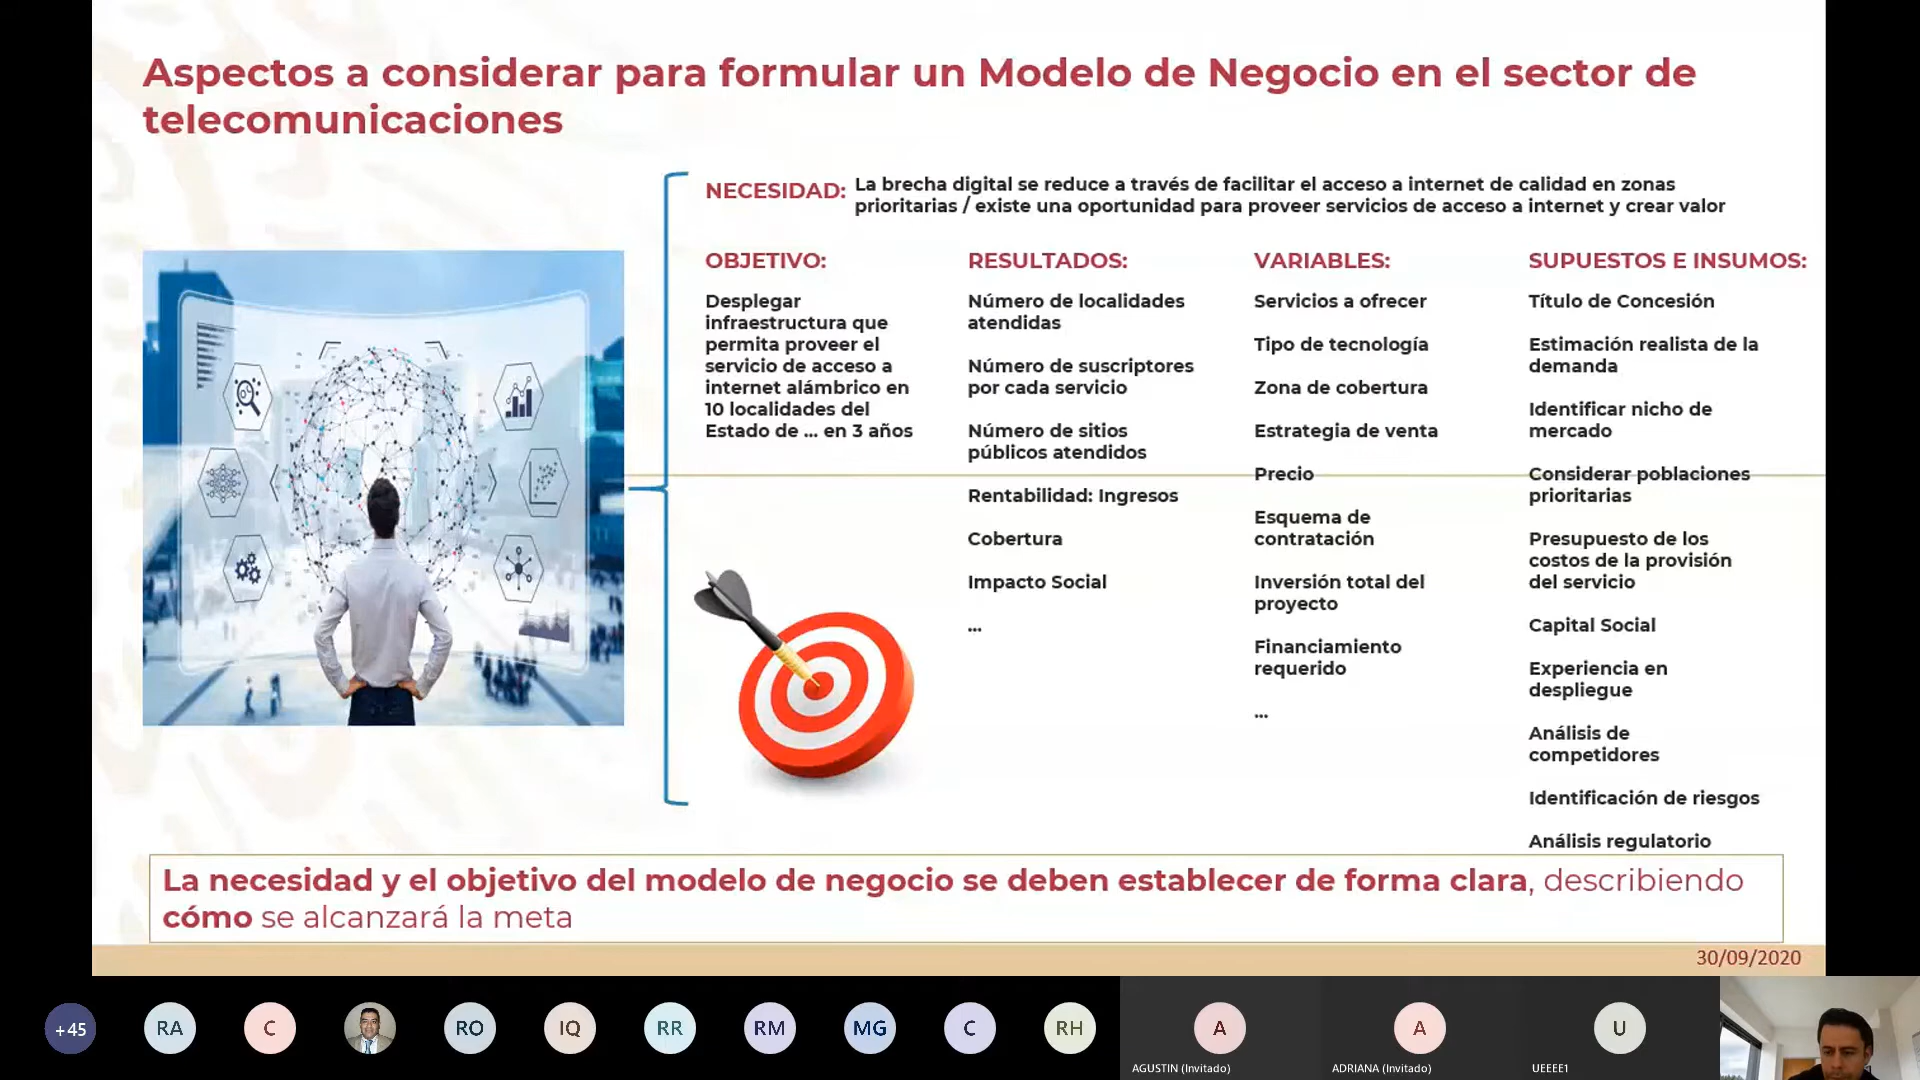 Aspectos a considerar para formular un Modelo de Negocio en el sector de
telecomunicaciones
NECESIDAD:
La brecha digital se reduce a través de facilitar el acceso a internet de calidad en zonas
prioritarias / existe una oportunidad para proveer servicios de acceso a internet y crear valor
OBJETIVO:
Desplegar
infraestructura que
permita proveer el
servicio de acceso a
internet alámbrico en
10 localidades del
Estado de ... en 3 años
RESULTADOS:
Número de localidades
atendidas
Número de suscriptores
por cada servicio
Número de sitios
públicos atendidos
Rentabilidad: Ingresos
Cobertura
Impacto Social
...
VARIABLES:
Servicios a ofrecer
Tipo de tecnología
Zona de cobertura
Estrategia de venta
Precio
Esquema de
contratación
Inversión total del
proyecto
Financiamiento
requerido
...
SUPUESTOS E INSUMOS:
Título de Concesión
Estimación realista de la
demanda
Identificar nicho de
mercado
Considerar poblaciones
prioritarias
Presupuesto de los
costos de la provisión
del servicio
Capital Social
Experiencia en
despliegue
Análisis de
competidores
Identificación de riesgos
Análisis regulatorio
La necesidad y el objetivo del modelo de negocio se deben establecer de forma clara, describiendo
cómo se alcanzará la meta
30/09/2020
+45
RA
C
RO
IQ
RR
RM
MG
C
RH
A
AGUSTIN (Invitado)
A
ADRIANA (Invitado)
U
UEEEE1